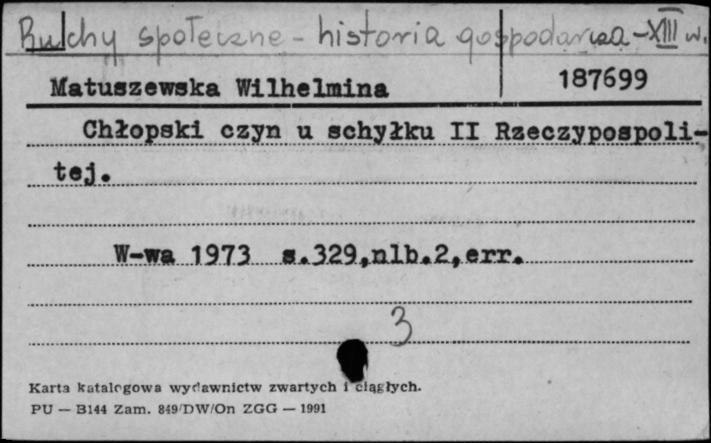 Ruchy społeczne - historia gospodarcza - XIII w.
Matuszewska Wilhelmina
187699
Chłopski czyn u schyłku II Rzeczypospoli-
tej.
W-wa 1973 s.329,nlb.2,err.
3
Karta katalogowa wydawnictw zwartych i ciągłych.
PU — B144 Zam. 849/DW/On ZGG — 1991